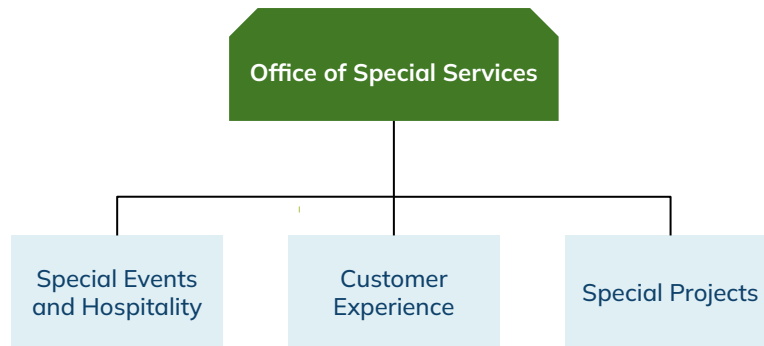 Office of Special Services
Special Events
and Hospitality
Customer
Experience
Special Projects